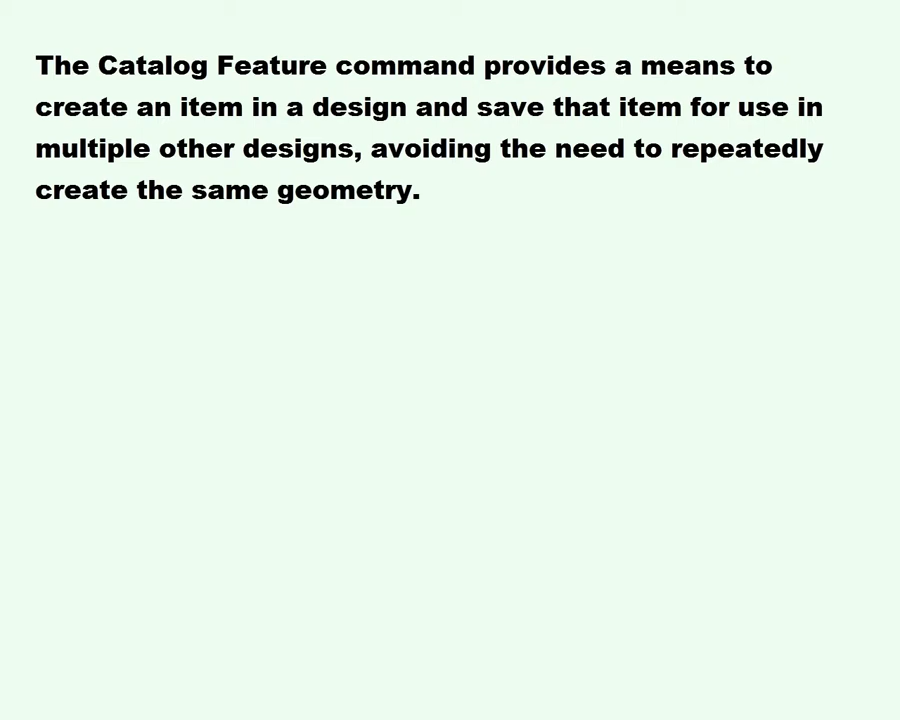 The Catalog Feature command provides a means to
create an item in a design and save that item for use in
multiple other designs, avoiding the need to repeatedly
create the same geometry.